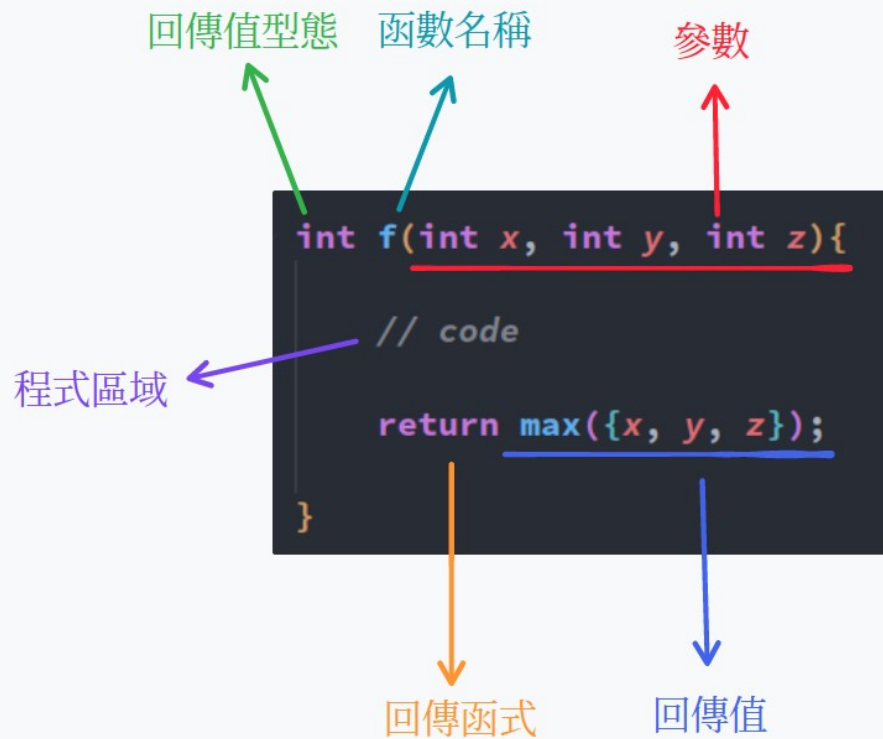 回傳值型態 函數名稱 參數
int f(int x, int y, int z){
// code
程式區域
return max({x, y, z});
}
回傳函式 回傳值